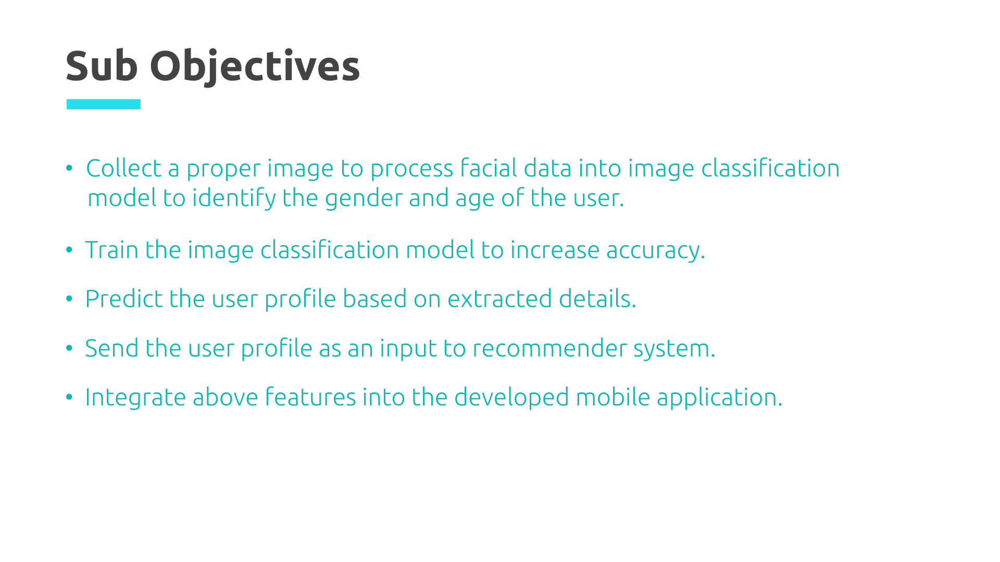 Sub Objectives
• Collect a proper image to process facial data into image classification
model to identify the gender and age of the user.
• Train the image classification model to increase accuracy.
• Predict the user profile based on extracted details.
• Send the user profile as an input to recommender system.
• Integrate above features into the developed mobile application.